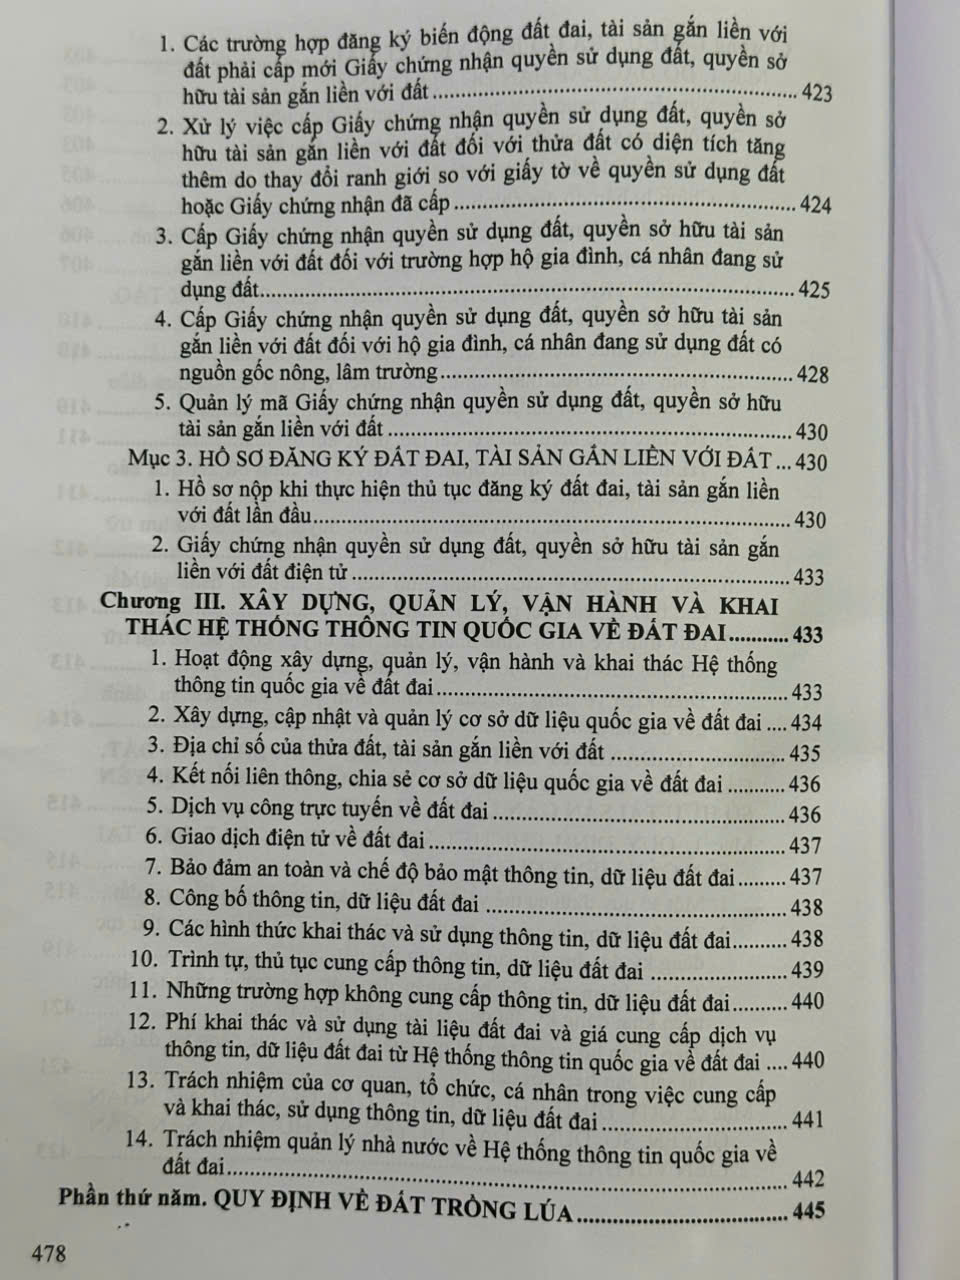 1. Các trường hợp đăng ký biến động đất đai, tài sản gắn liền với
đất phải cấp mới Giấy chứng nhận quyền sử dụng đất, quyền sở
hữu tài sản gắn liền với đất ........ 423
2. Xử lý việc cấp Giấy chứng nhận quyền sử dụng đất, quyền sở
hữu tài sản gắn liền với đất đối với thửa đất có diện tích tăng
thêm do thay đổi ranh giới so với giấy tờ về quyền sử dụng đất
hoặc Giấy chứng nhận đã cấp ........ 424
3. Cấp Giấy chứng nhận quyền sử dụng đất, quyền sở hữu tài sản
gắn liền với đất đối với trường hợp hộ gia đình, cá nhân đang sử
dụng đất........ 425
4. Cấp Giấy chứng nhận quyền sử dụng đất, quyền sở hữu tài sản
gắn liền với đất đối với hộ gia đình, cá nhân đang sử dụng đất có
nguồn gốc nông, lâm trường........ 428
5. Quản lý mã Giấy chứng nhận quyền sử dụng đất, quyền sở hữu
tài sản gắn liền với đất ........ 430
Mục 3. HỒ SƠ ĐĂNG KÝ ĐẤT ĐAI, TÀI SẢN GẮN LIỀN VỚI ĐẤT ... 430
1. Hồ sơ nộp khi thực hiện thủ tục đăng ký đất đai, tài sản gắn liền
với đất lần đầu........ 430
2. Giấy chứng nhận quyền sử dụng đất, quyền sở hữu tài sản gắn
liền với đất điện tử ........ 433
Chương III. XÂY DỰNG, QUẢN LÝ, VẬN HÀNH VÀ KHAI
THÁC HỆ THỐNG THÔNG TIN QUỐC GIA VỀ ĐẤT ĐAI........... 433
1. Hoạt động xây dựng, quản lý, vận hành và khai thác Hệ thống
thông tin quốc gia về đất đai........ 433
2. Xây dựng, cập nhật và quản lý cơ sở dữ liệu quốc gia về đất đai .... 434
3. Địa chỉ số của thửa đất, tài sản gắn liền với đất ........ 435
4. Kết nối liên thông, chia sẻ cơ sở dữ liệu quốc gia về đất đai ........ 436
5. Dịch vụ công trực tuyến về đất đai ........ 436
6. Giao dịch điện tử về đất đai........ 437
7. Bảo đảm an toàn và chế độ bảo mật thông tin, dữ liệu đất đai........ 437
8. Công bố thông tin, dữ liệu đất đai ........ 438
9. Các hình thức khai thác và sử dụng thông tin, dữ liệu đất đai........ 438
10. Trình tự, thủ tục cung cấp thông tin, dữ liệu đất đai ........ 439
11. Những trường hợp không cung cấp thông tin, dữ liệu đất đai........ 440
12. Phí khai thác và sử dụng tài liệu đất đai và giá cung cấp dịch vụ
thông tin, dữ liệu đất đai từ Hệ thống thông tin quốc gia về đất đai .... 440
13. Trách nhiệm của cơ quan, tổ chức, cá nhân trong việc cung cấp
và khai thác, sử dụng thông tin, dữ liệu đất đai ........ 441
14. Trách nhiệm quản lý nhà nước về Hệ thống thông tin quốc gia về
đất đai........ 442
Phần thứ năm. QUY ĐỊNH VỀ ĐẤT TRỒNG LÚA........ 445
478